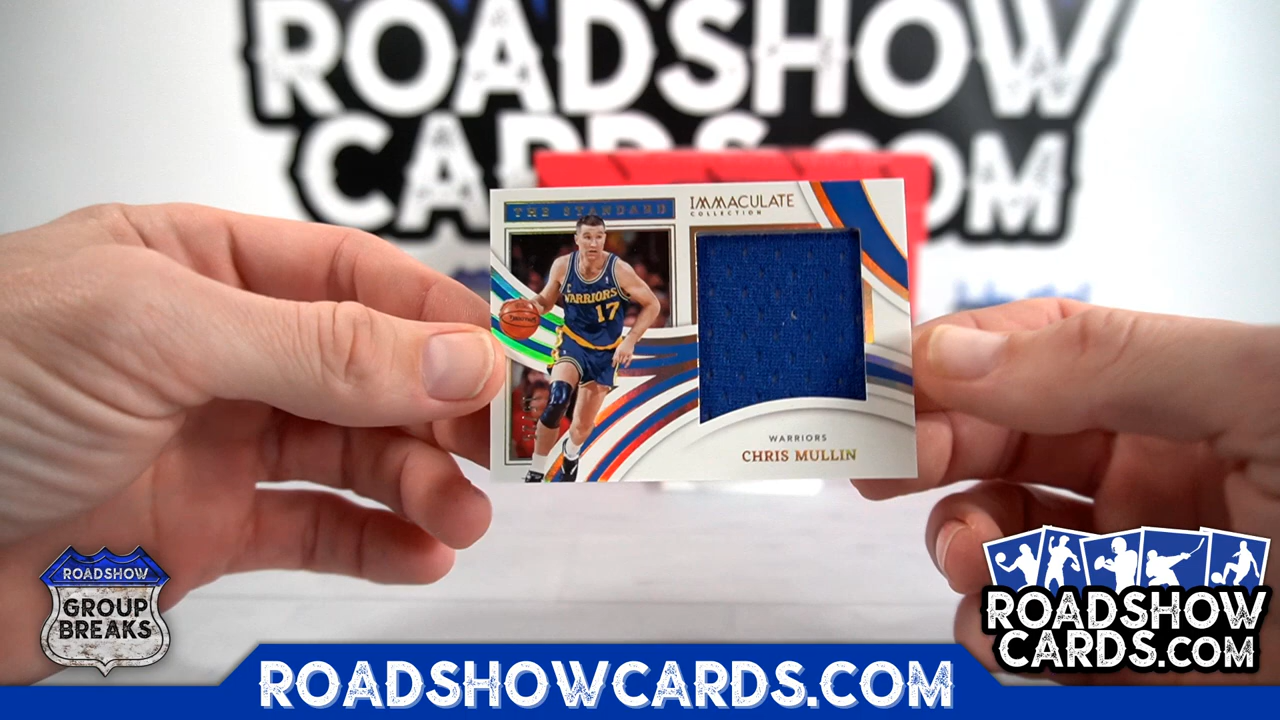 ROADSHOW
CARDS.COM
THE STANDARD
IMMACULATE
COLLECTION
WARRIORS
17
WARRIORS
CHRIS MULLIN
ROADSHOW
GROUP
BREAKS
ROADSHOW
CARDS.COM
ROADSHOWCARDS.COM